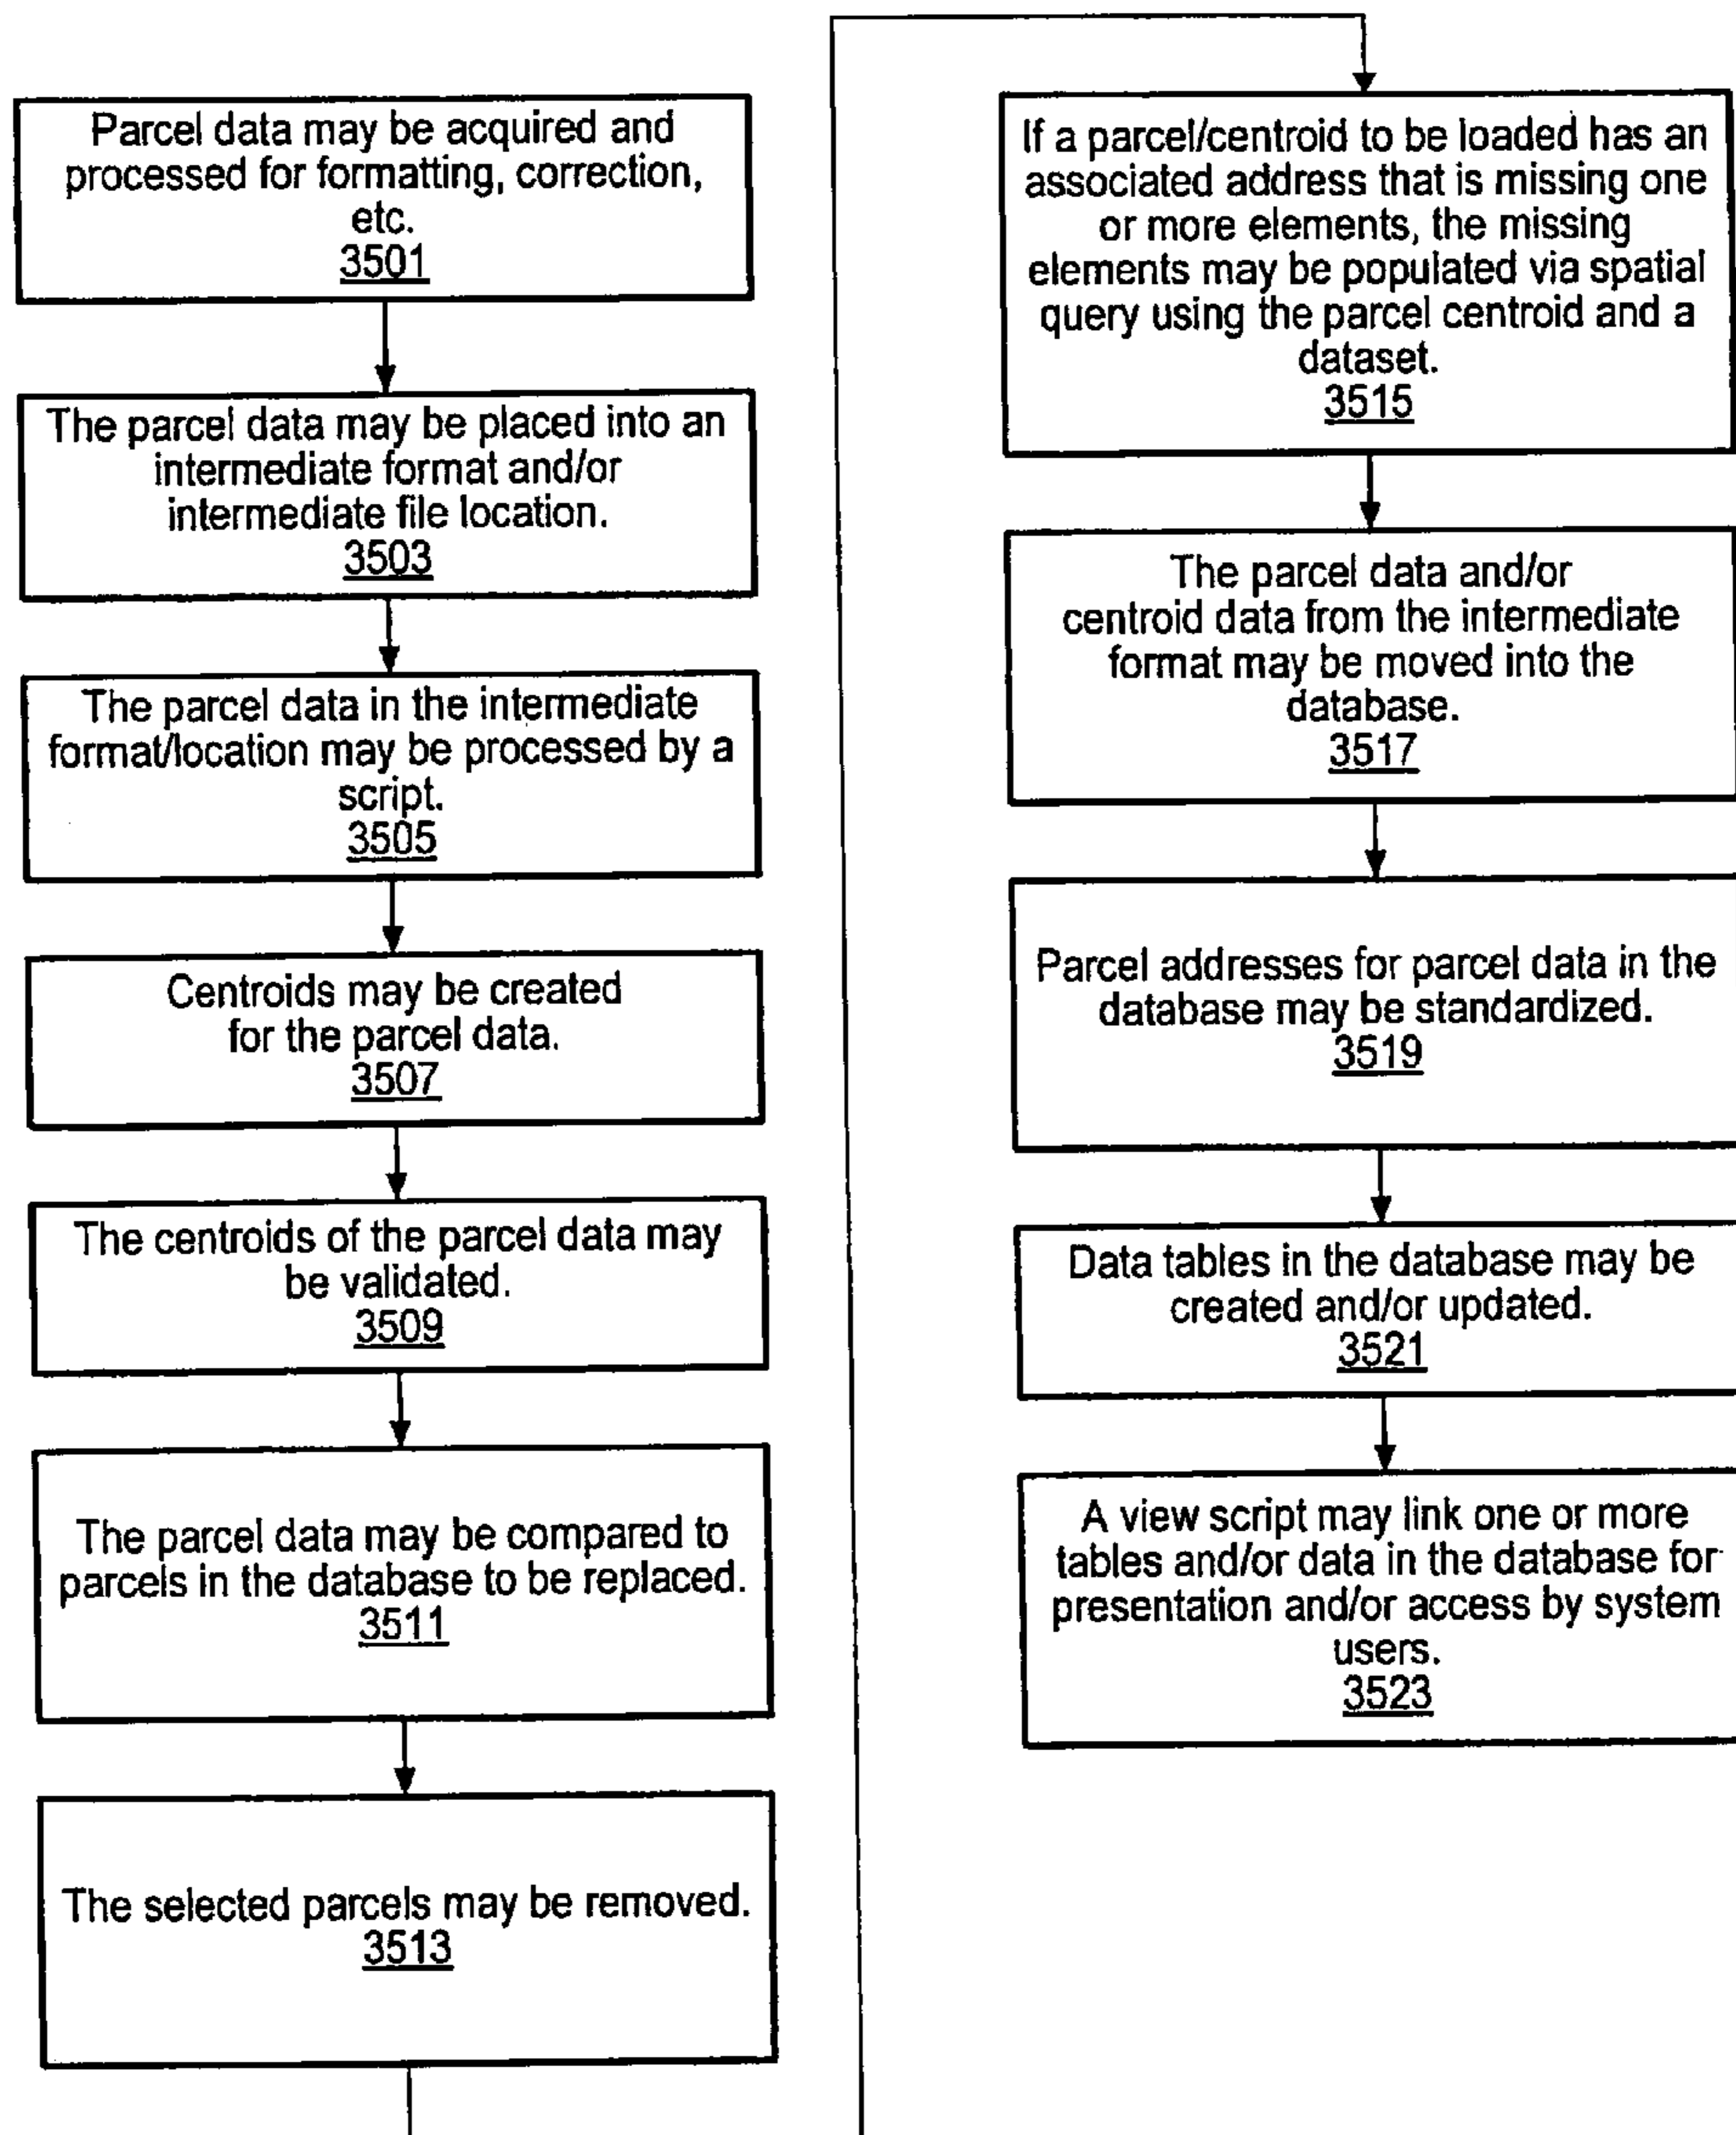 Parcel data may be acquired and
processed for formatting, correction,
etc.
3501
The parcel data may be placed into an
intermediate format and/or
intermediate file location.
3503
The parcel data in the intermediate
format/location may be processed by a
script.
3505
Centroids may be created
for the parcel data.
3507
The centroids of the parcel data may
be validated.
3509
The parcel data may be compared to
parcels in the database to be replaced.
3511
The selected parcels may be removed.
3513
If a parcel/centroid to be loaded has an
associated address that is missing one
or more elements, the missing
elements may be populated via spatial
query using the parcel centroid and a
dataset.
3515
The parcel data and/or
centroid data from the intermediate
format may be moved into the
database.
3517
Parcel addresses for parcel data in the
database may be standardized.
3519
Data tables in the database may be
created and/or updated.
3521
A view script may link one or more
tables and/or data in the database for
presentation and/or access by system
users.
3523